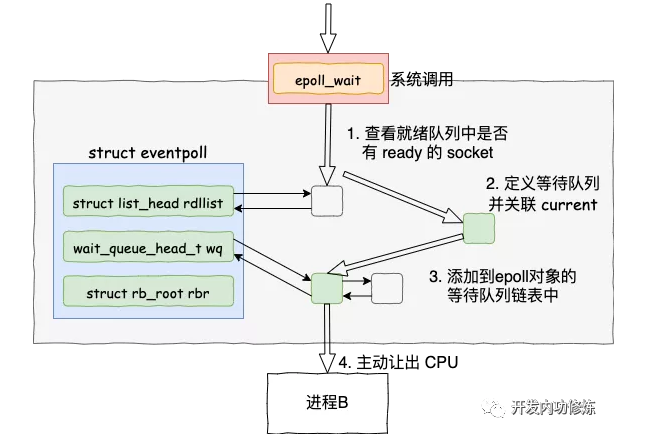 epoll_wait
系统调用
1. 查看就绪队列中是否
有 ready 的 socket
struct eventpoll
struct list_head rdllist
2. 定义等待队列
并关联 current
wait_queue_head_t wq
struct rb_root rbr
3. 添加到epoll对象的
等待队列链表中
4. 主动让出 CPU
进程B
开发内功修炼